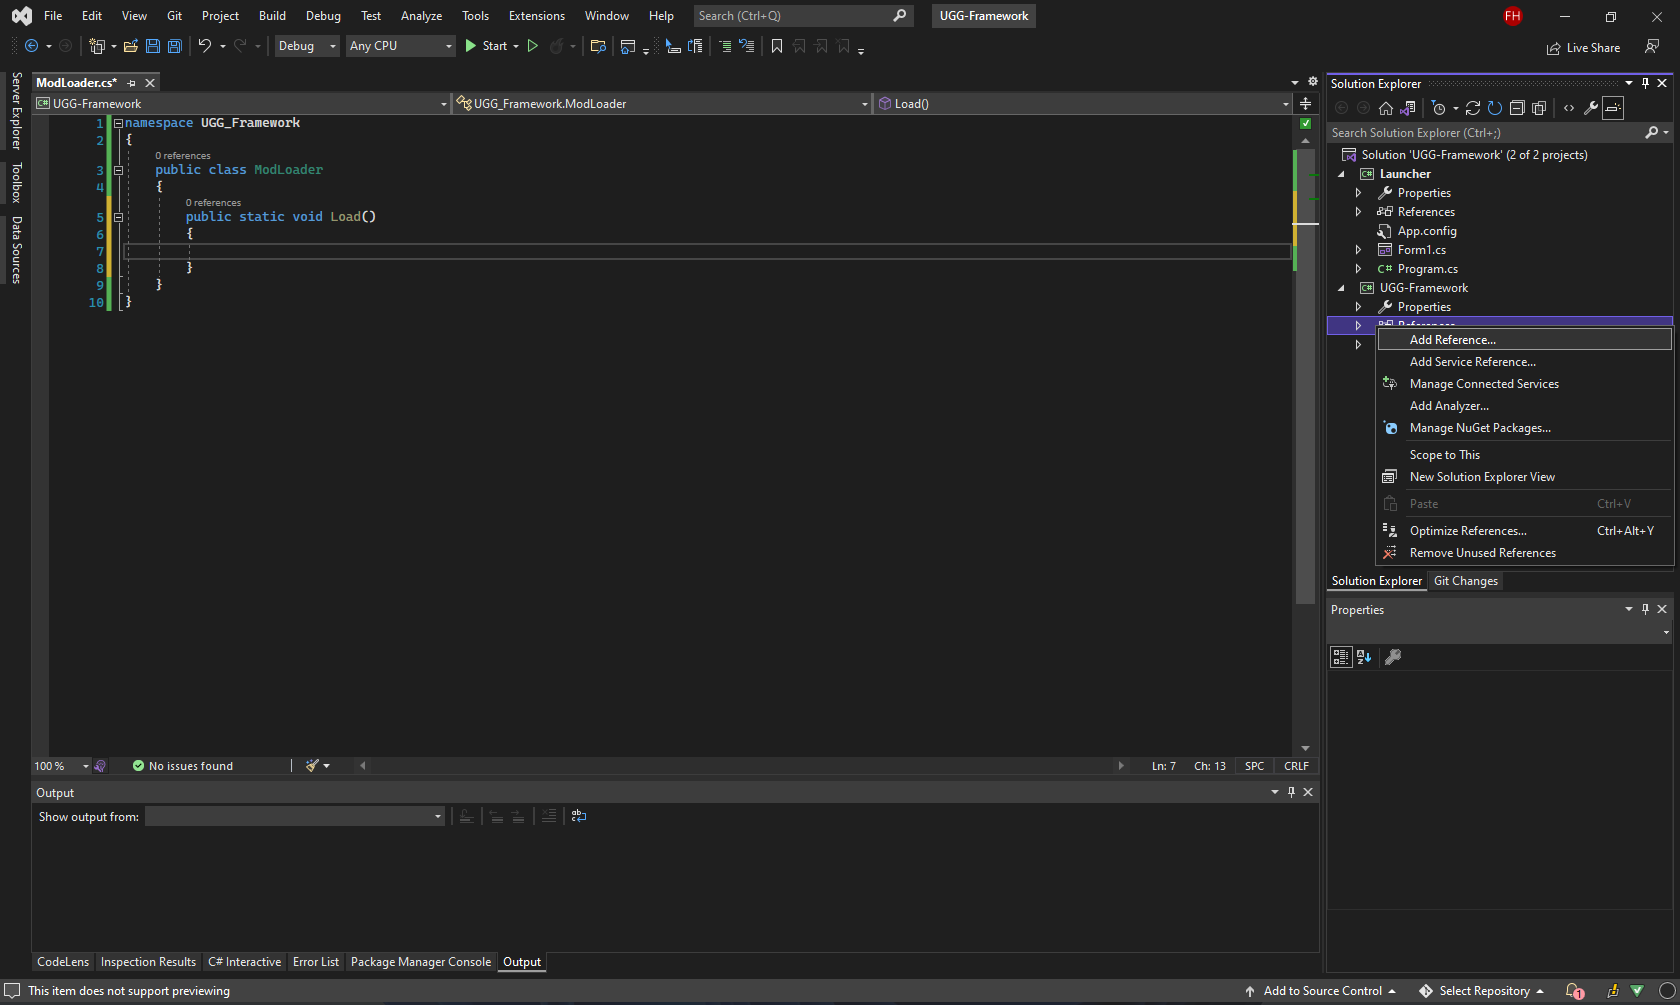 File Edit View Git Project Build Debug Test Analyze Tools Extensions Window Help Search (Ctrl+Q) UGG-Framework FH
Debug Any CPU Start Live Share
Server Explorer
Toolbox
Data Sources
ModLoader.cs*
UGG-Framework UGG_Framework.ModLoader Load()
1 namespace UGG_Framework
2 {
0 references
3 public class ModLoader
4 {
0 references
5 public static void Load()
6 {
7
8 }
9 }
10 }
100 % No issues found Ln: 7 Ch: 13 SPC CRLF
Output
Show output from:
CodeLens Inspection Results C# Interactive Error List Package Manager Console Output
Solution Explorer
Search Solution Explorer (Ctrl+;)
Solution 'UGG-Framework' (2 of 2 projects)
C# Launcher
Properties
References
App.config
Form1.cs
C# Program.cs
C# UGG-Framework
Properties
References
Add Reference...
Add Service Reference...
Manage Connected Services
Add Analyzer...
Manage NuGet Packages...
Scope to This
New Solution Explorer View
Paste Ctrl+V
Optimize References... Ctrl+Alt+Y
Remove Unused References
Solution Explorer Git Changes
Properties
This item does not support previewing Add to Source Control Select Repository 1